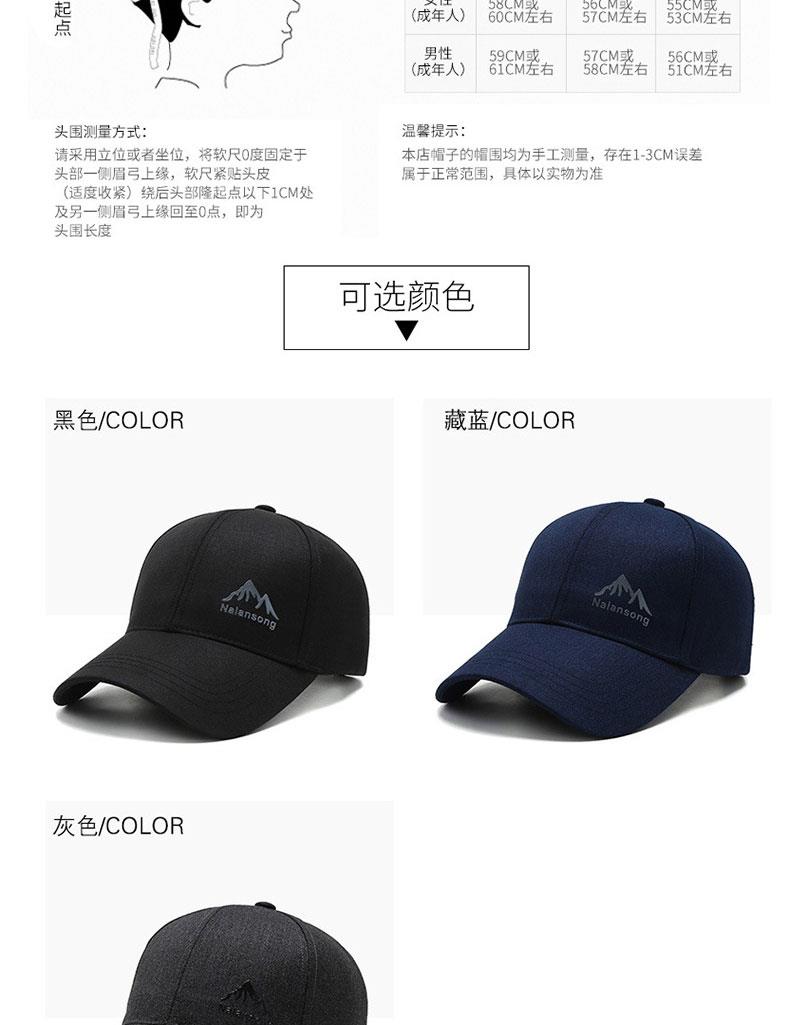 起
点
女性
（成年人）
58CM或
60CM左右
56CM或
57CM左右
55CM或
53CM左右
男性
（成年人）
59CM或
61CM左右
57CM或
58CM左右
56CM或
51CM左右
头围测量方式：
请采用立位或者坐位，将软尺0度固定于
头部一侧眉弓上缘，软尺紧贴头皮
（适度收紧）绕后头部隆起点以下1CM处
及另一侧眉弓上缘回至0点，即为
头围长度
温馨提示：
本店帽子的帽围均为手工测量，存在1-3CM误差
属于正常范围，具体以实物为准
可选颜色
黑色/COLOR
藏蓝/COLOR
Nalansong
Nalansong
灰色/COLOR
Nalansong